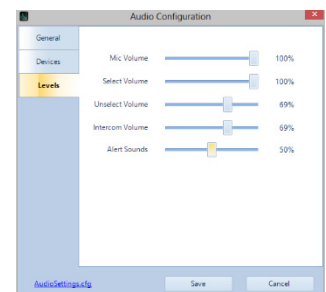 Audio Configuration
General
Devices
Levels
Mic Volume 100%
Select Volume 100%
Unselect Volume 69%
Intercom Volume 69%
Alert Sounds 50%
AudioSettings.cfg Save Cancel